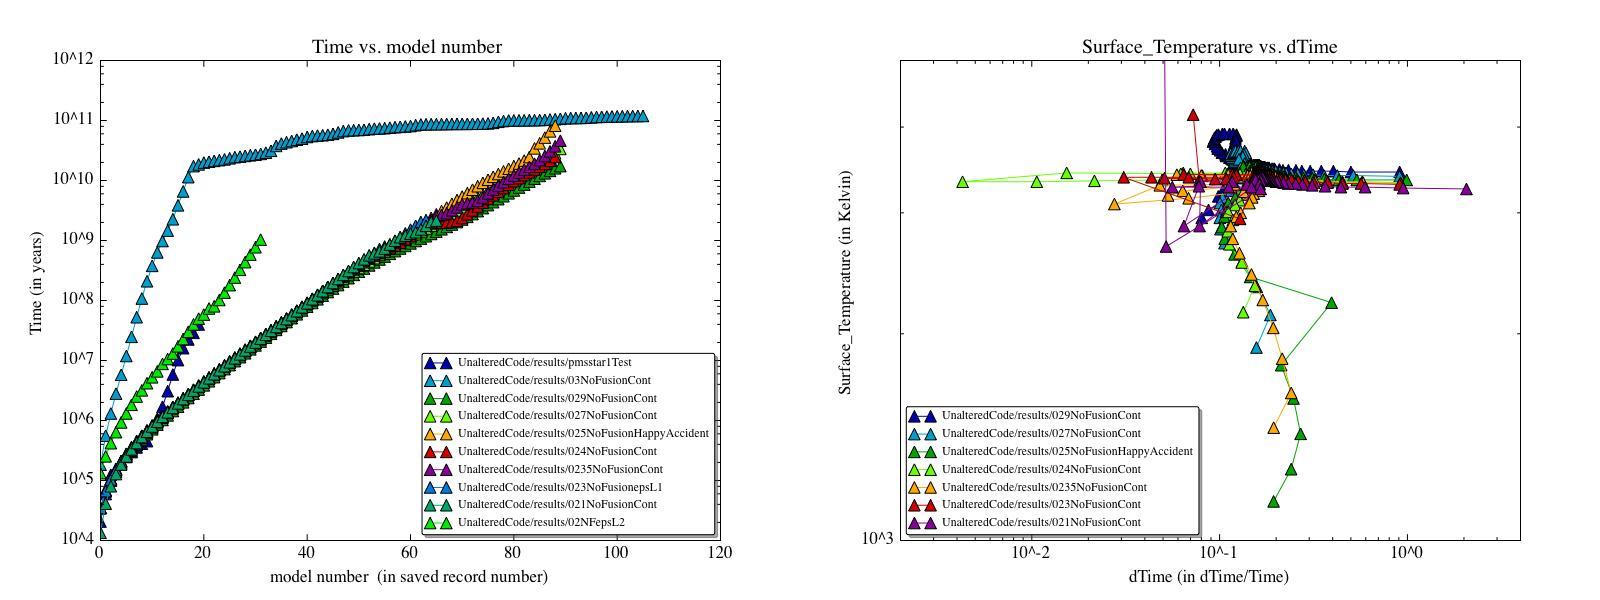 Time vs. model number
10^12
10^11
10^10
10^9
10^8
10^7
10^6
10^5
10^4
Time (in years)
UnalteredCode/results/pmsstar1Test
UnalteredCode/results/03NoFusionCont
UnalteredCode/results/029NoFusionCont
UnalteredCode/results/027NoFusionCont
UnalteredCode/results/025NoFusionHappyAccident
UnalteredCode/results/024NoFusionCont
UnalteredCode/results/0235NoFusionCont
UnalteredCode/results/023NoFusionepsL1
UnalteredCode/results/021NoFusionCont
UnalteredCode/results/02NFepsL2
0 20 40 60 80 100 120
model number (in saved record number)
Surface_Temperature vs. dTime
Surface_Temperature (in Kelvin)
UnalteredCode/results/029NoFusionCont
UnalteredCode/results/027NoFusionCont
UnalteredCode/results/025NoFusionHappyAccident
UnalteredCode/results/024NoFusionCont
UnalteredCode/results/0235NoFusionCont
UnalteredCode/results/023NoFusionCont
UnalteredCode/results/021NoFusionCont
10^3
10^-2 10^-1 10^0
dTime (in dTime/Time)